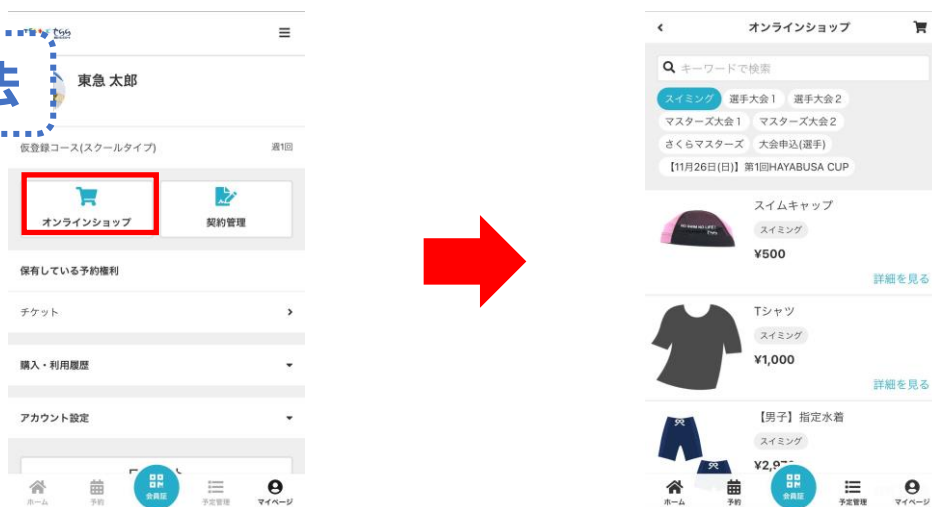 法
東急 太郎
仮登録コース(スクールタイプ)
週1回
オンラインショップ
契約管理
保有している予約権利
チケット
購入・利用履歴
アカウント設定
ホーム
予約
会員証
予定管理
マイページ
オンラインショップ
キーワードで検索
スイミング 選手大会1 選手大会2
マスターズ大会1 マスターズ大会2
さくらマスターズ 大会申込(選手)
【11月26日(日)】第1回HAYABUSA CUP
スイムキャップ
スイミング
¥500
詳細を見る
Tシャツ
スイミング
¥1,000
詳細を見る
【男子】指定水着
スイミング
ホーム
予約
会員証
予定管理
マイページ